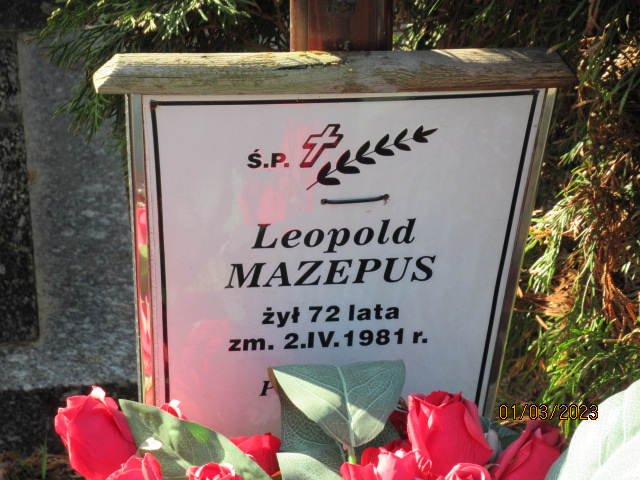 Ś.P.
Leopold
MAZEPUS
żył 72 lata
zm. 2.IV.1981 r.
01/03/2023